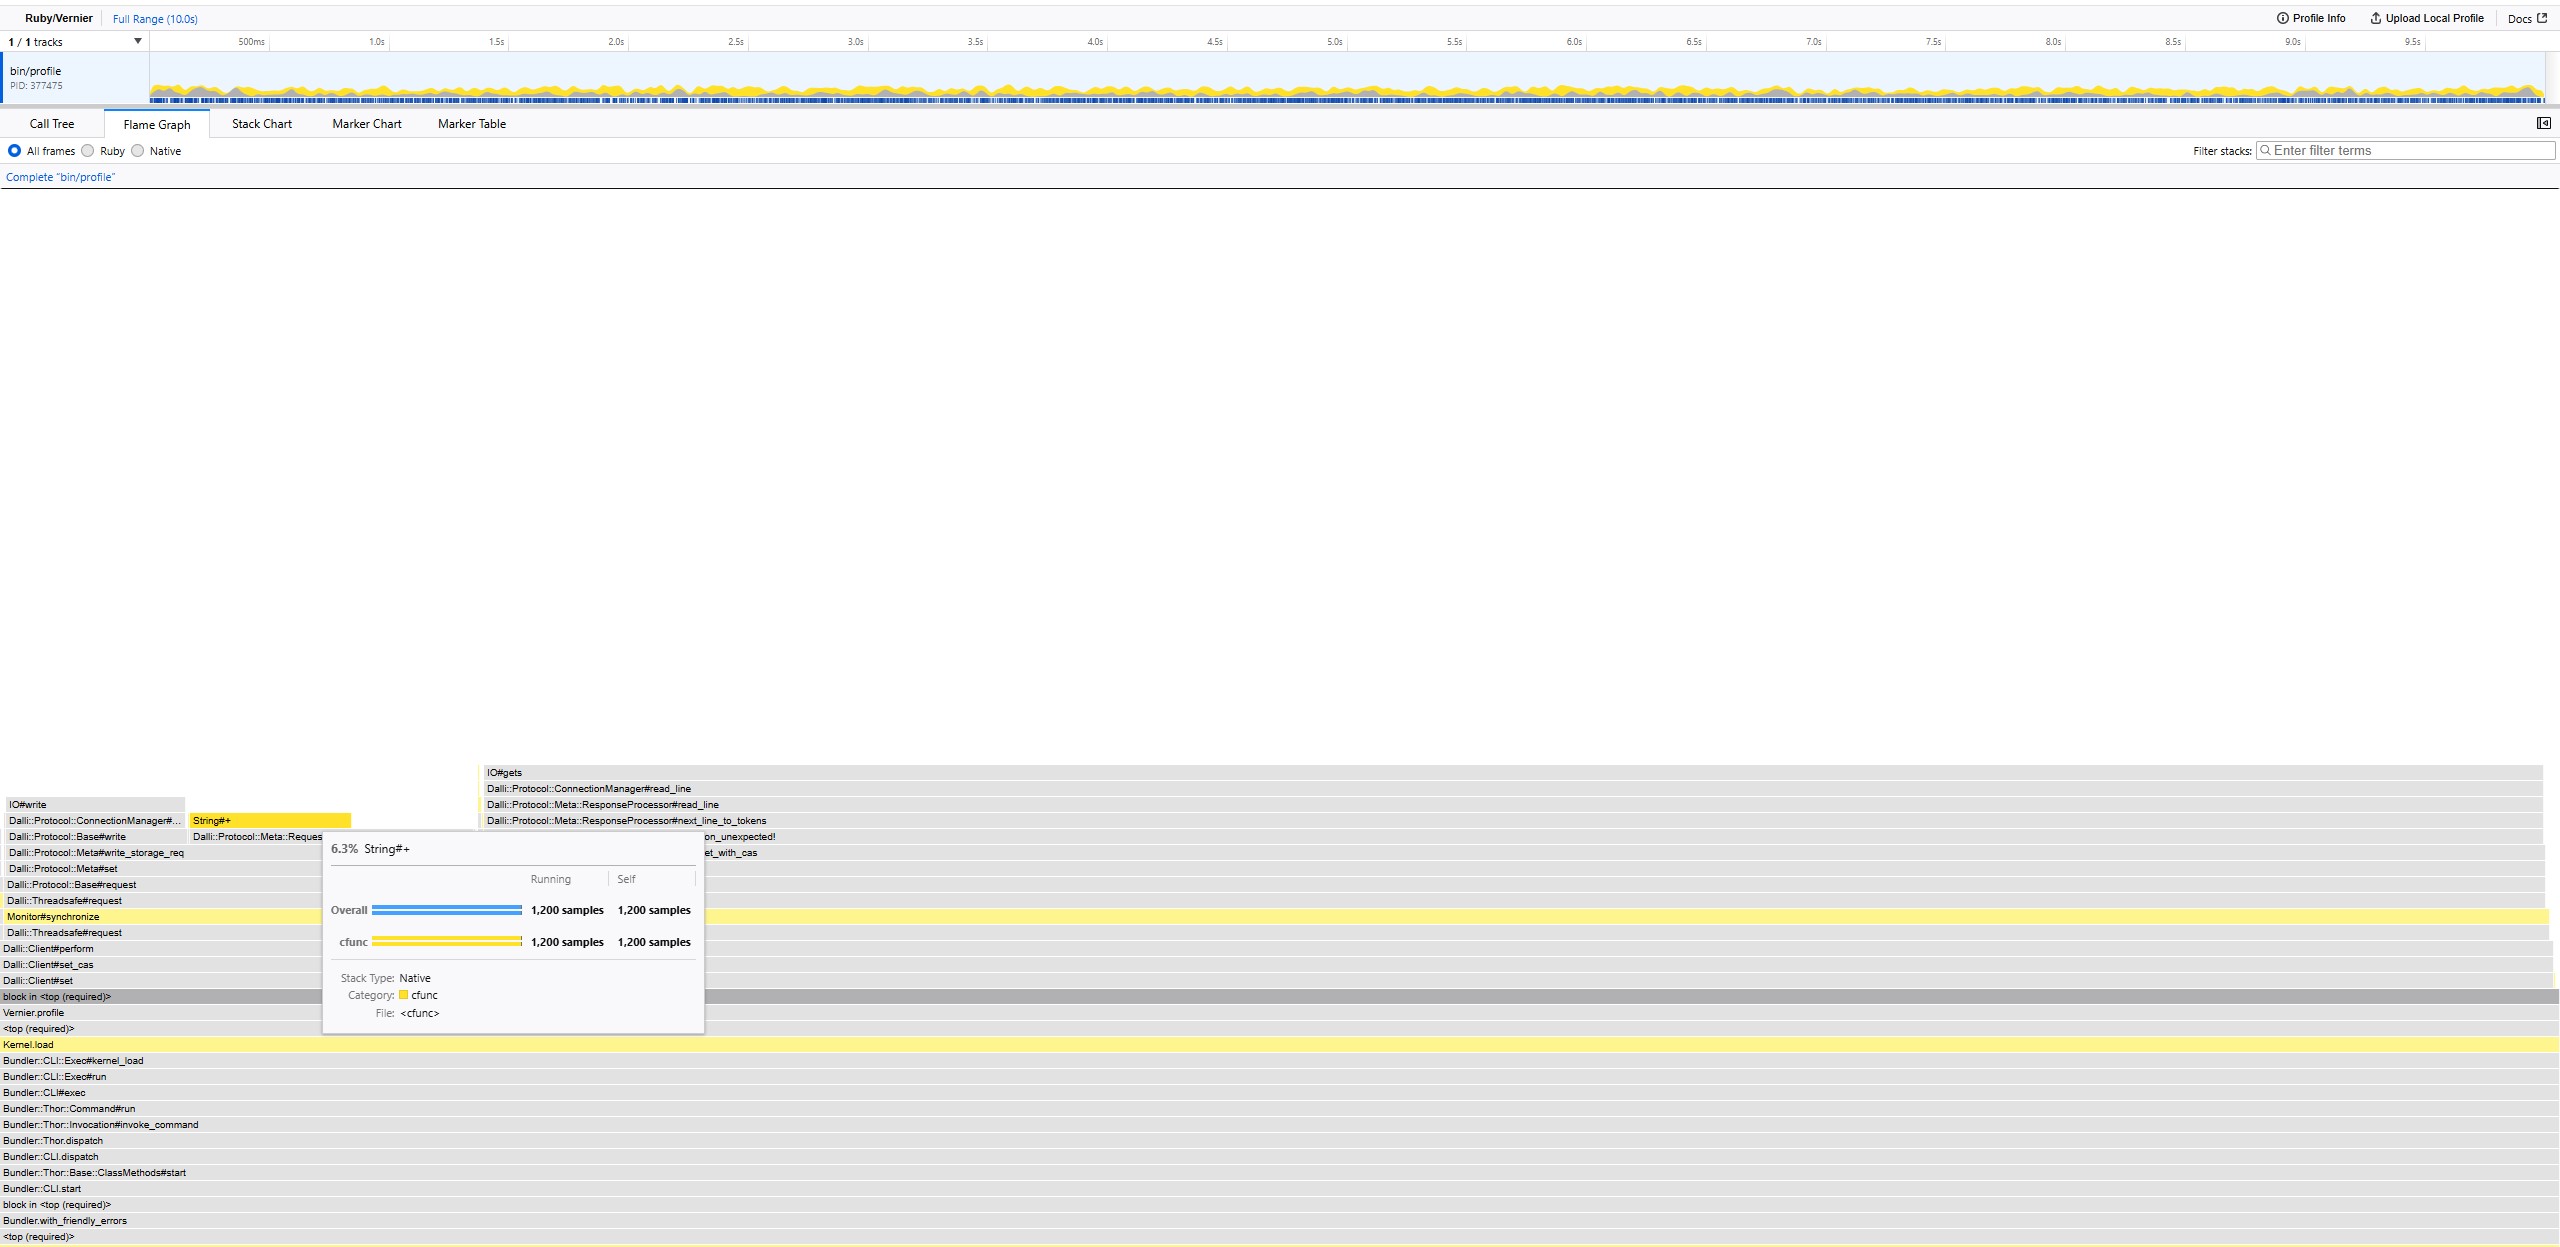 Ruby/Vernier Full Range (10.0s) Profile Info Upload Local Profile Docs
1 / 1 tracks 500ms 1.0s 1.5s 2.0s 2.5s 3.0s 3.5s 4.0s 4.5s 5.0s 5.5s 6.0s 6.5s 7.0s 7.5s 8.0s 8.5s 9.0s 9.5s
bin/profile
PID: 377475
Call Tree Flame Graph Stack Chart Marker Chart Marker Table
All frames Ruby Native Filter stacks: Enter filter terms
Complete “bin/profile”
IO#gets
Dalli::Protocol::ConnectionManager#read_line
IO#write Dalli::Protocol::Meta::ResponseProcessor#read_line
Dalli::Protocol::ConnectionManager#... String#+ Dalli::Protocol::Meta::ResponseProcessor#next_line_to_tokens
Dalli::Protocol::Base#write Dalli::Protocol::Meta::Reques on_unexpected!
Dalli::Protocol::Meta#write_storage_req et_with_cas
Dalli::Protocol::Meta#set
Dalli::Protocol::Base#request
Dalli::Threadsafe#request
Monitor#synchronize
Dalli::Threadsafe#request
Dalli::Client#perform
Dalli::Client#set_cas
Dalli::Client#set
block in <top (required)>
Vernier.profile
<top (required)>
Kernel.load
Bundler::CLI::Exec#kernel_load
Bundler::CLI::Exec#run
Bundler::CLI#exec
Bundler::Thor::Command#run
Bundler::Thor::Invocation#invoke_command
Bundler::Thor.dispatch
Bundler::CLI.dispatch
Bundler::Thor::Base::ClassMethods#start
Bundler::CLI.start
block in <top (required)>
Bundler.with_friendly_errors
<top (required)>
6.3% String#+
Running Self
Overall 1,200 samples 1,200 samples
cfunc 1,200 samples 1,200 samples
Stack Type: Native
Category: cfunc
File: <cfunc>